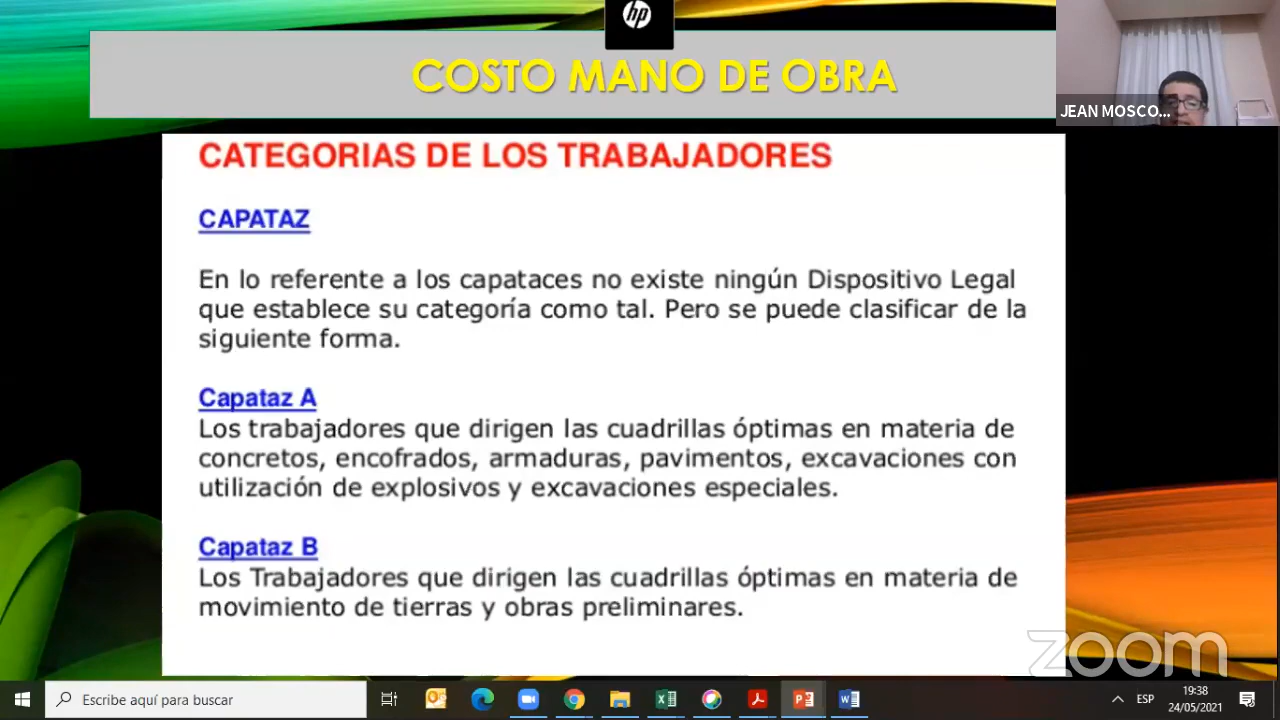 hp
COSTO MANO DE OBRA
JEAN MOSCO...
CATEGORIAS DE LOS TRABAJADORES
CAPATAZ
En lo referente a los capataces no existe ningún Dispositivo Legal
que establece su categoría como tal. Pero se puede clasificar de la
siguiente forma.
Capataz A
Los trabajadores que dirigen las cuadrillas óptimas en materia de
concretos, encofrados, armaduras, pavimentos, excavaciones con
utilización de explosivos y excavaciones especiales.
Capataz B
Los Trabajadores que dirigen las cuadrillas óptimas en materia de
movimiento de tierras y obras preliminares.
zoom
Escribe aquí para buscar
ESP
19:38
24/05/2021